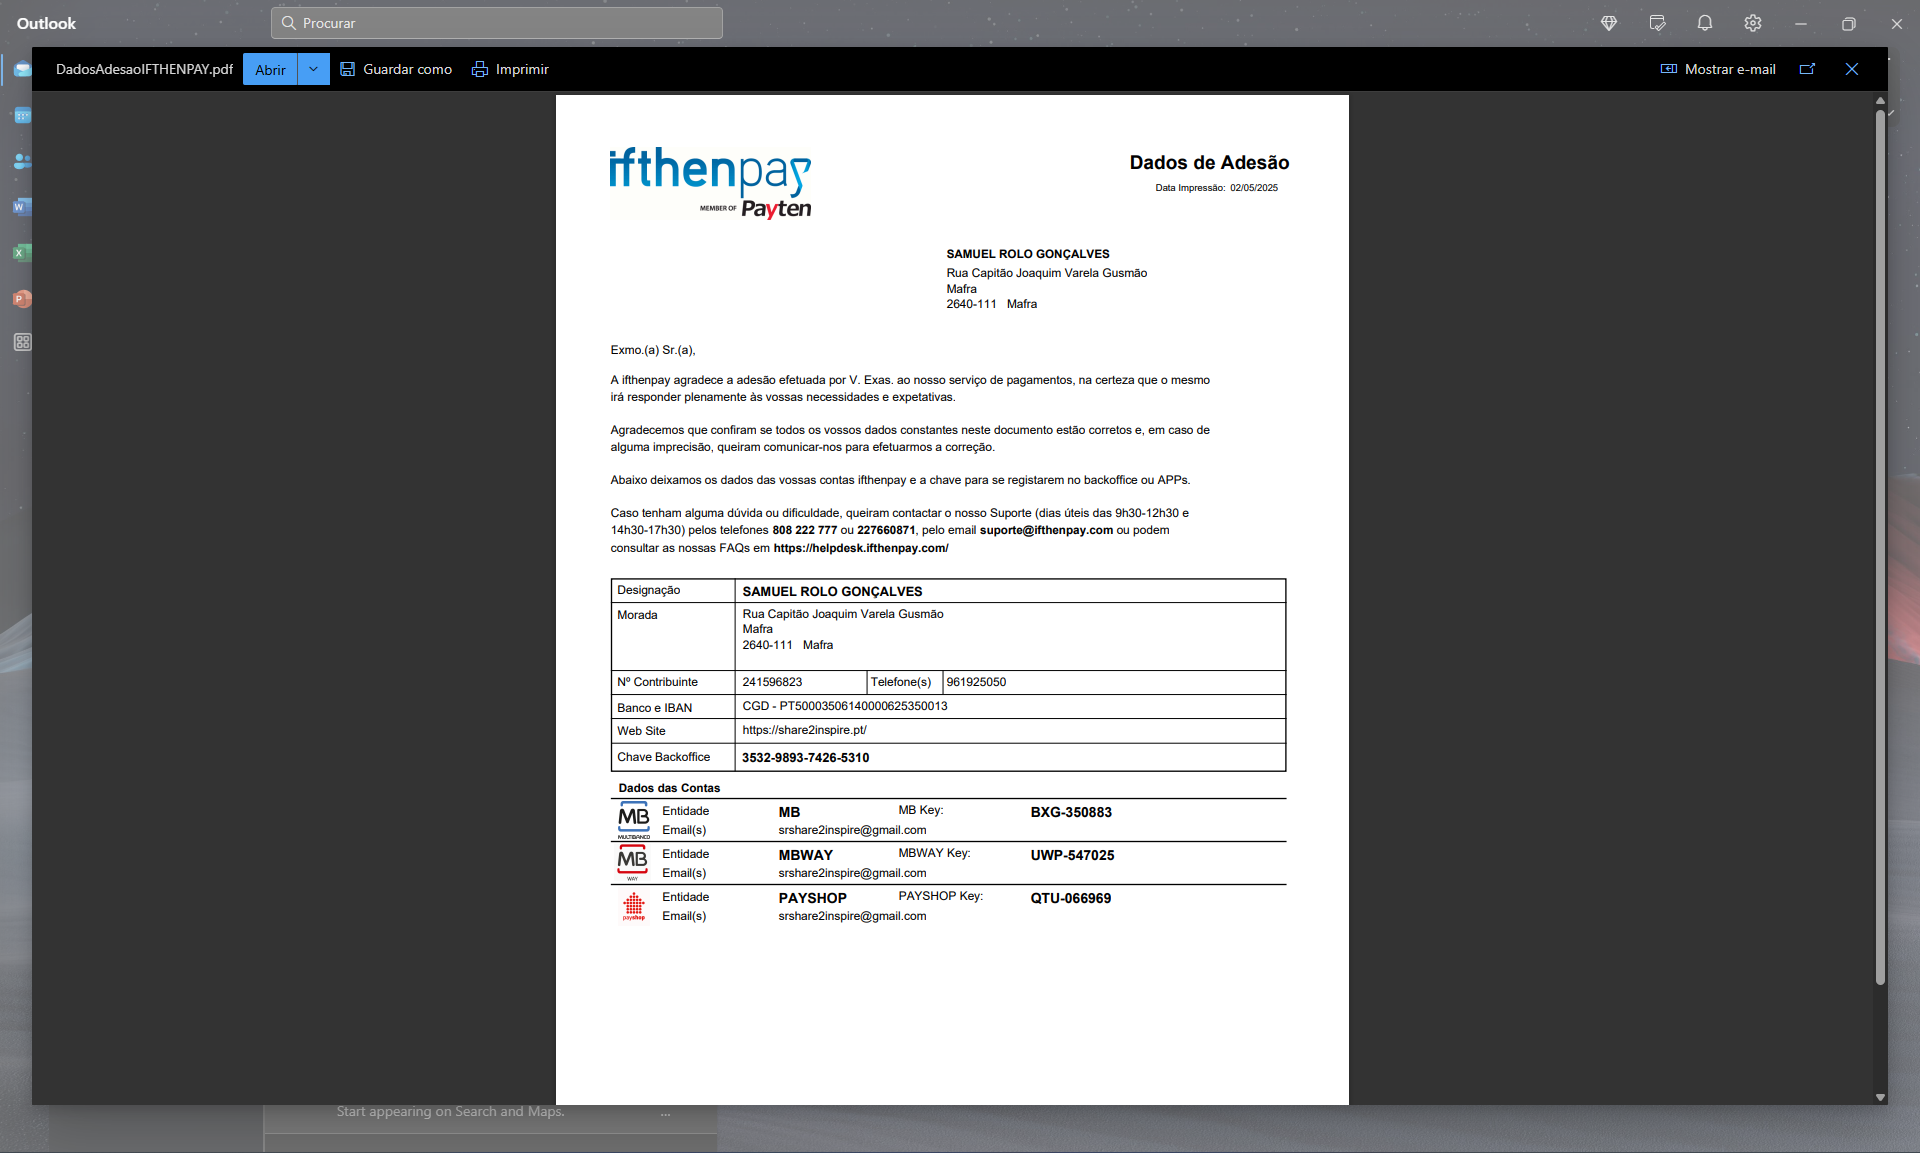 Outlook
Procurar
DadosAdesaoIFTHENPAY.pdf
Abrir
Guardar como
Imprimir
Mostrar e-mail
ifthenpay
MEMBER OF Payten
Dados de Adesão
Data Impressão: 02/05/2025
SAMUEL ROLO GONÇALVES
Rua Capitão Joaquim Varela Gusmão
Mafra
2640-111 Mafra
Exmo.(a) Sr.(a),
A ifthenpay agradece a adesão efetuada por V. Exas. ao nosso serviço de pagamentos, na certeza que o mesmo
irá responder plenamente às vossas necessidades e expetativas.
Agradecemos que confiram se todos os vossos dados constantes neste documento estão corretos e, em caso de
alguma imprecisão, queiram comunicar-nos para efetuarmos a correção.
Abaixo deixamos os dados das vossas contas ifthenpay e a chave para se registarem no backoffice ou APPs.
Caso tenham alguma dúvida ou dificuldade, queiram contactar o nosso Suporte (dias úteis das 9h30-12h30 e
14h30-17h30) pelos telefones 808 222 777 ou 227660871, pelo email suporte@ifthenpay.com ou podem
consultar as nossas FAQs em https://helpdesk.ifthenpay.com/
Designação SAMUEL ROLO GONÇALVES
Morada Rua Capitão Joaquim Varela Gusmão
Mafra
2640-111 Mafra
Nº Contribuinte 241596823 Telefone(s) 961925050
Banco e IBAN CGD - PT50003506140000625350013
Web Site https://share2inspire.pt/
Chave Backoffice 3532-9893-7426-5310
Dados das Contas
MB MULTIBANCO
Entidade MB MB Key: BXG-350883
Email(s) srshare2inspire@gmail.com
MB WAY
Entidade MBWAY MBWAY Key: UWP-547025
Email(s) srshare2inspire@gmail.com
payshop
Entidade PAYSHOP PAYSHOP Key: QTU-066969
Email(s) srshare2inspire@gmail.com
Start appearing on Search and Maps. ...